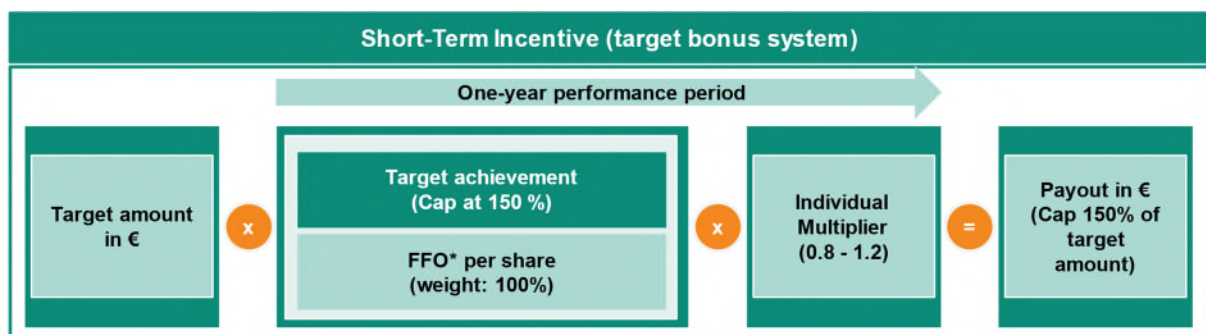 Short-Term Incentive (target bonus system)
One-year performance period
Target amount
in €
x
Target achievement
(Cap at 150 %)
FFO* per share
(weight: 100%)
x
Individual
Multiplier
(0.8 - 1.2)
=
Payout in €
(Cap 150% of
target
amount)